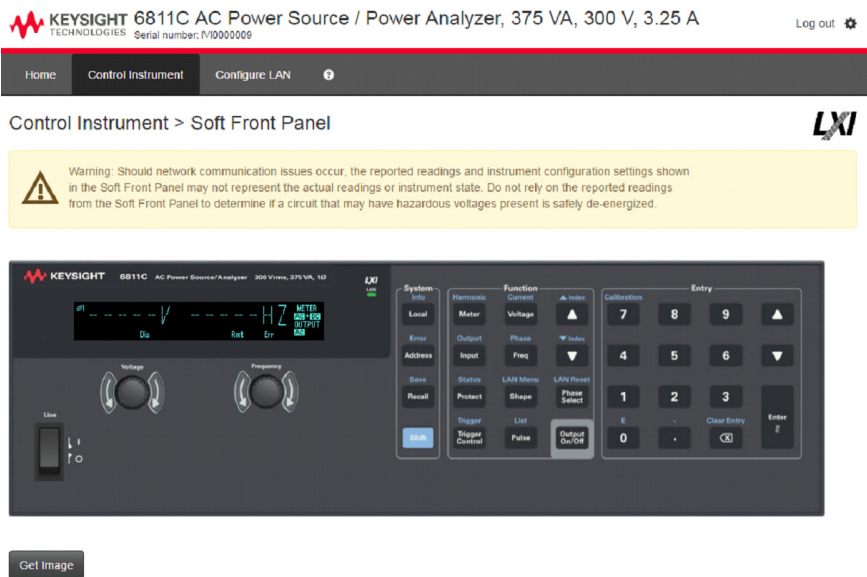 KEYSIGHT
TECHNOLOGIES
6811C AC Power Source / Power Analyzer, 375 VA, 300 V, 3.25 A
Serial number: IVI0000009
Log out
Home Control Instrument Configure LAN ?
Control Instrument > Soft Front Panel
LXI
Warning: Should network communication issues occur, the reported readings and instrument configuration settings shown
in the Soft Front Panel may not represent the actual readings or instrument state. Do not rely on the reported readings
from the Soft Front Panel to determine if a circuit that may have hazardous voltages present is safely de-energized.
KEYSIGHT 6811C AC Power Source/Analyzer 300 Vrms, 375 VA, 1Ø
LXI
LAN
ø1 -----V -----HZ METER
AC+DC
OUTPUT
AC
Dis Rmt Err
Voltage Frequency
Line
I
O
System Function Entry
Info Harmonic Current ▲ Index Calibration
Local Meter Voltage ▲ 7 8 9 ▲
Error Output Phase ▼ Index
Address Input Freq ▼ 4 5 6 ▼
Save Status LAN Menu LAN Reset
Recall Protect Shape Phase Select 1 2 3 Enter
Trigger List E - Clear Entry
Shift Trigger Control Pulse Output On/Off 0 .
Get Image